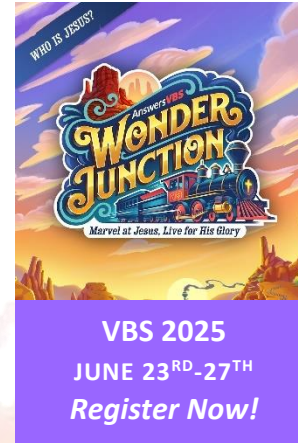 WHO IS JESUS?
AnswersVBS
WONDER
JUNCTION
Marvel at Jesus, Live for His Glory
VBS 2025
JUNE 23RD-27TH
Register Now!